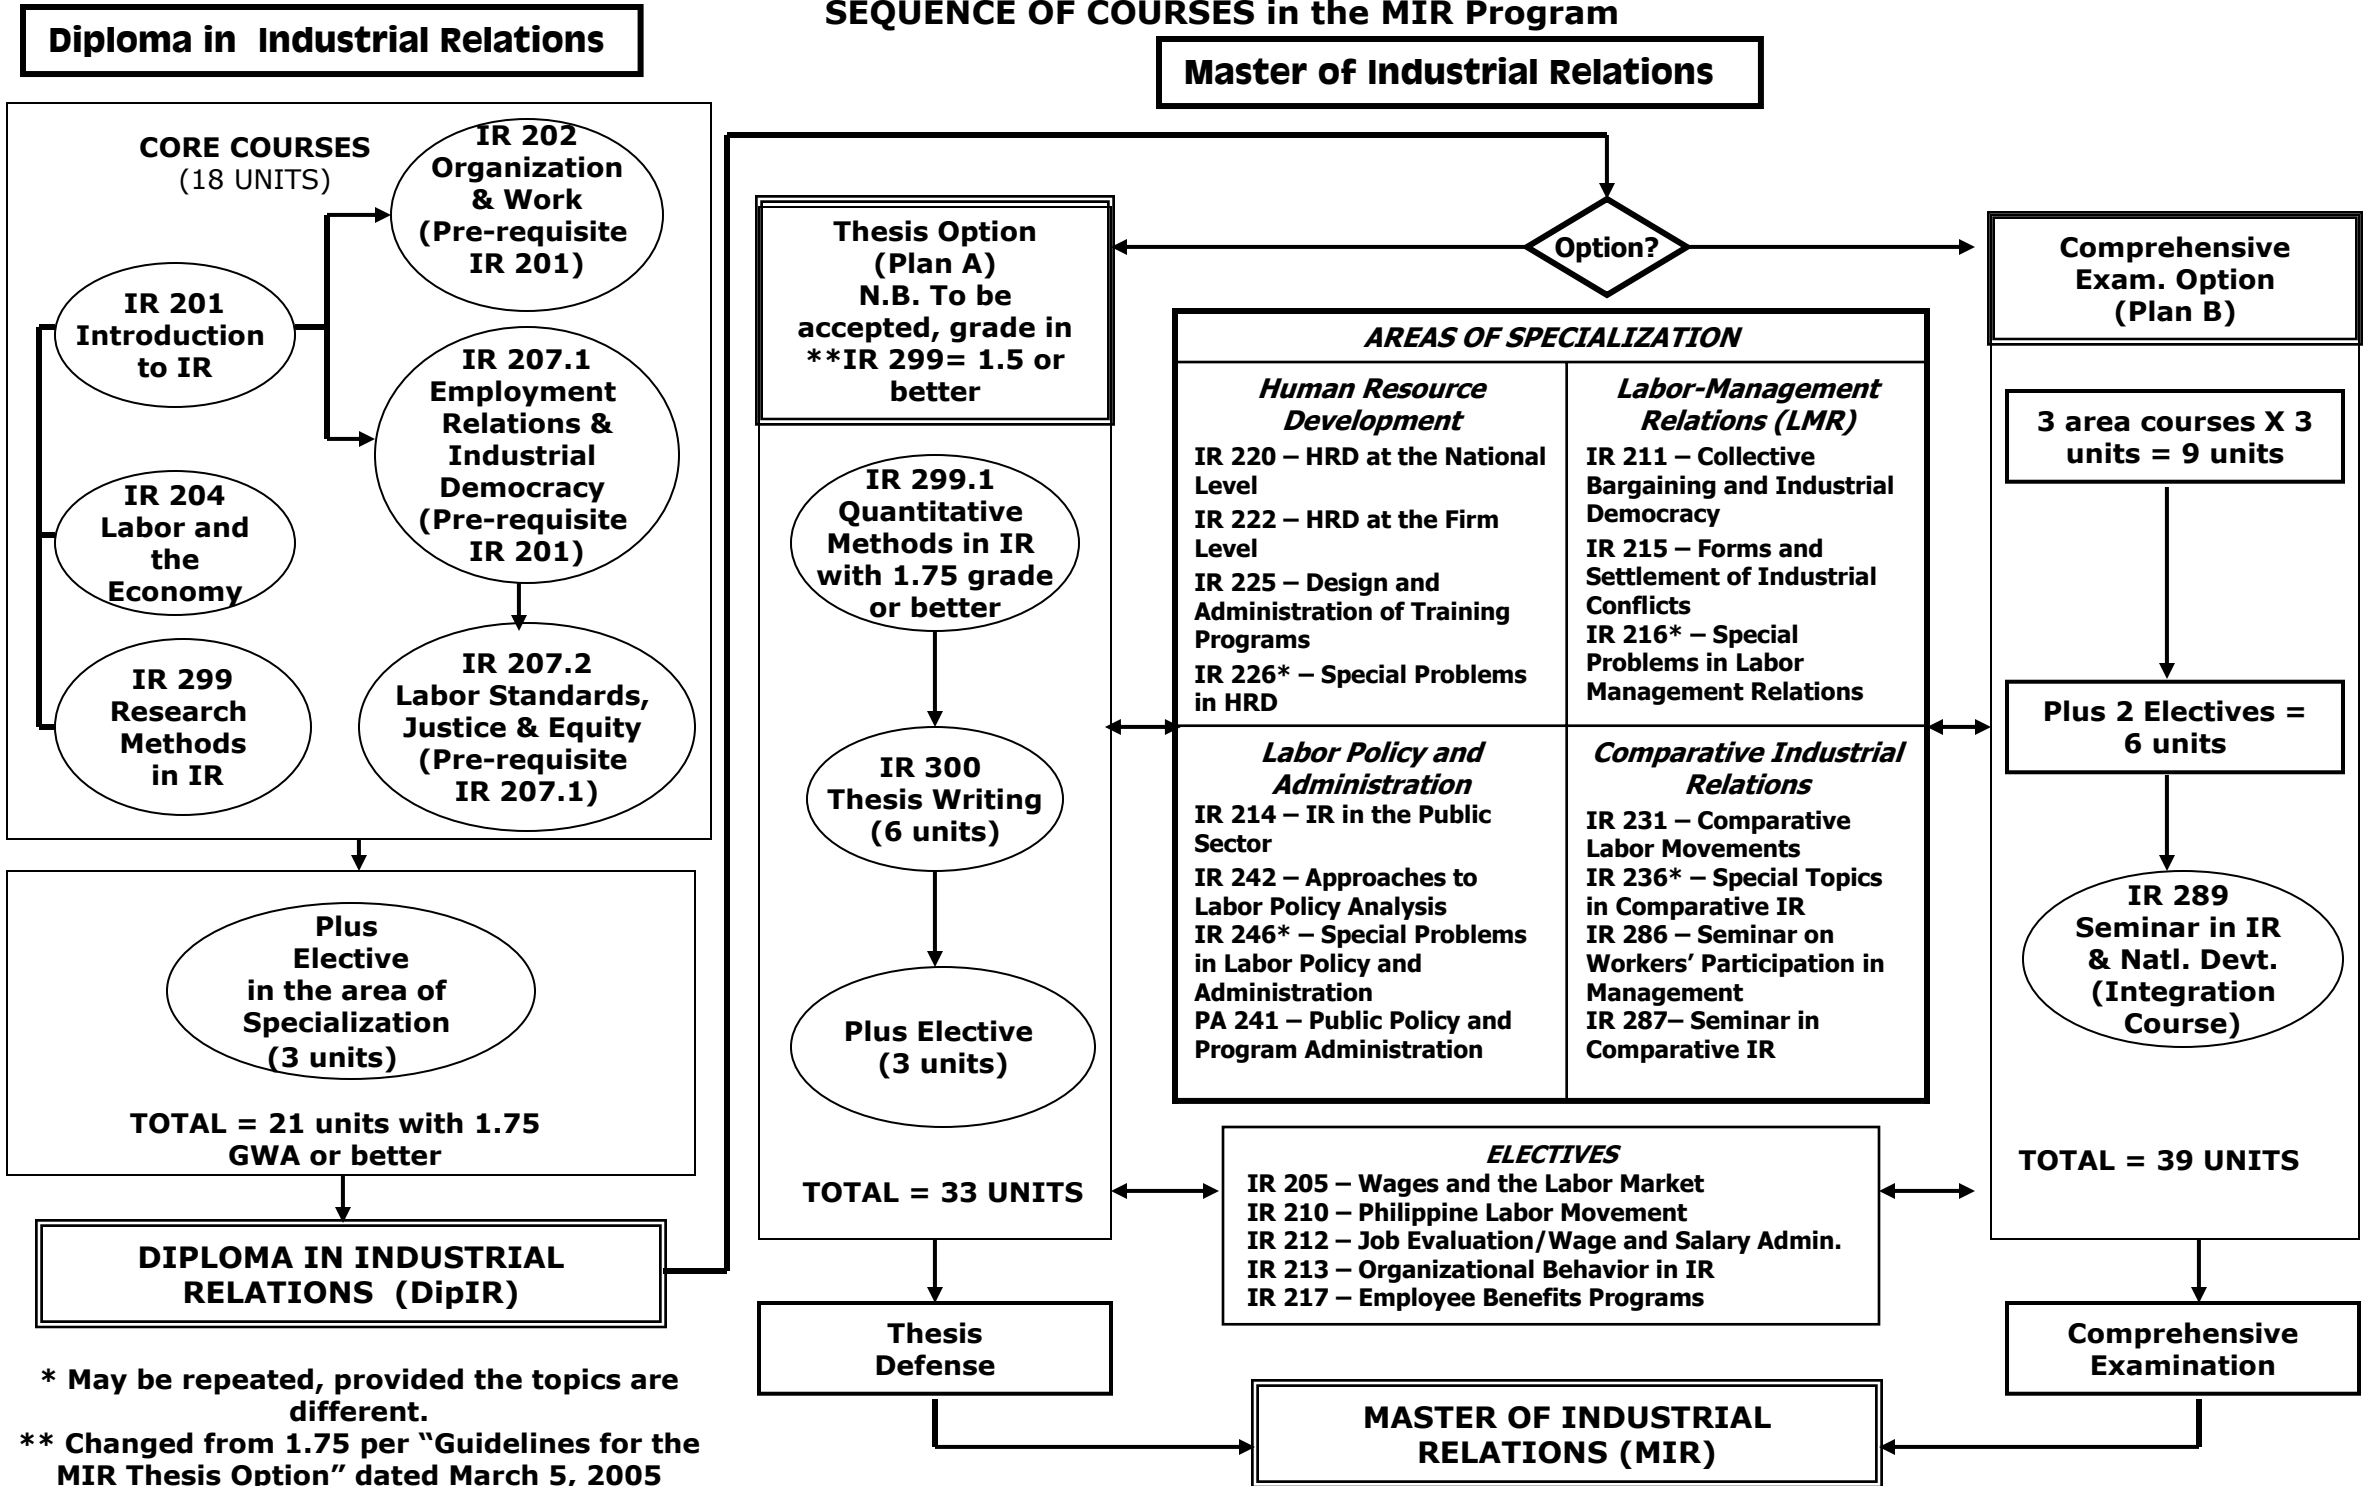 SEQUENCE OF COURSES in the MIR Program
Diploma in Industrial Relations
Master of Industrial Relations
CORE COURSES
(18 UNITS)
IR 201
Introduction
to IR
IR 204
Labor and
the
Economy
IR 299
Research
Methods
in IR
IR 202
Organization
& Work
(Pre-requisite
IR 201)
IR 207.1
Employment
Relations &
Industrial
Democracy
(Pre-requisite
IR 201)
IR 207.2
Labor Standards,
Justice & Equity
(Pre-requisite
IR 207.1)
Plus
Elective
in the area of
Specialization
(3 units)
TOTAL = 21 units with 1.75
GWA or better
DIPLOMA IN INDUSTRIAL
RELATIONS (DipIR)
* May be repeated, provided the topics are
different.
** Changed from 1.75 per “Guidelines for the
MIR Thesis Option” dated March 5, 2005
Option?
Thesis Option
(Plan A)
N.B. To be
accepted, grade in
**IR 299= 1.5 or
better
IR 299.1
Quantitative
Methods in IR
with 1.75 grade
or better
IR 300
Thesis Writing
(6 units)
Plus Elective
(3 units)
TOTAL = 33 UNITS
Thesis
Defense
AREAS OF SPECIALIZATION
Human Resource
Development
IR 220 – HRD at the National
Level
IR 222 – HRD at the Firm
Level
IR 225 – Design and
Administration of Training
Programs
IR 226* – Special Problems
in HRD
Labor-Management
Relations (LMR)
IR 211 – Collective
Bargaining and Industrial
Democracy
IR 215 – Forms and
Settlement of Industrial
Conflicts
IR 216* – Special
Problems in Labor
Management Relations
Labor Policy and
Administration
IR 214 – IR in the Public
Sector
IR 242 – Approaches to
Labor Policy Analysis
IR 246* – Special Problems
in Labor Policy and
Administration
PA 241 – Public Policy and
Program Administration
Comparative Industrial
Relations
IR 231 – Comparative
Labor Movements
IR 236* – Special Topics
in Comparative IR
IR 286 – Seminar on
Workers’ Participation in
Management
IR 287– Seminar in
Comparative IR
ELECTIVES
IR 205 – Wages and the Labor Market
IR 210 – Philippine Labor Movement
IR 212 – Job Evaluation/Wage and Salary Admin.
IR 213 – Organizational Behavior in IR
IR 217 – Employee Benefits Programs
Comprehensive
Exam. Option
(Plan B)
3 area courses X 3
units = 9 units
Plus 2 Electives =
6 units
IR 289
Seminar in IR
& Natl. Devt.
(Integration
Course)
TOTAL = 39 UNITS
Comprehensive
Examination
MASTER OF INDUSTRIAL
RELATIONS (MIR)